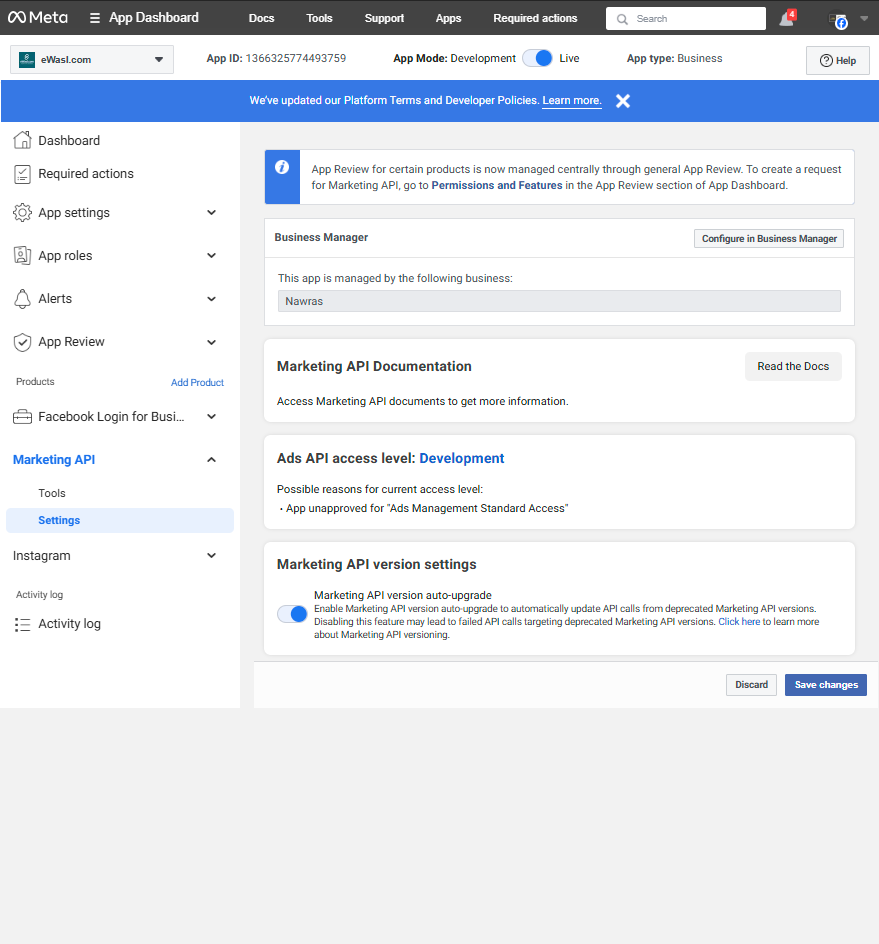 Meta
App Dashboard
Docs
Tools
Support
Apps
Required actions
Search
4
eWasl.com
App ID: 1366325774493759
App Mode: Development
Live
App type: Business
Help
We've updated our Platform Terms and Developer Policies. Learn more.
Dashboard
Required actions
App settings
App roles
Alerts
App Review
Products
Add Product
Facebook Login for Busi...
Marketing API
Tools
Settings
Instagram
Activity log
Activity log
App Review for certain products is now managed centrally through general App Review. To create a request
for Marketing API, go to Permissions and Features in the App Review section of App Dashboard.
Business Manager
Configure in Business Manager
This app is managed by the following business:
Nawras
Marketing API Documentation
Read the Docs
Access Marketing API documents to get more information.
Ads API access level: Development
Possible reasons for current access level:
· App unapproved for "Ads Management Standard Access"
Marketing API version settings
Marketing API version auto-upgrade
Enable Marketing API version auto-upgrade to automatically update API calls from deprecated Marketing API versions.
Disabling this feature may lead to failed API calls targeting deprecated Marketing API versions. Click here to learn more
about Marketing API versioning.
Discard
Save changes